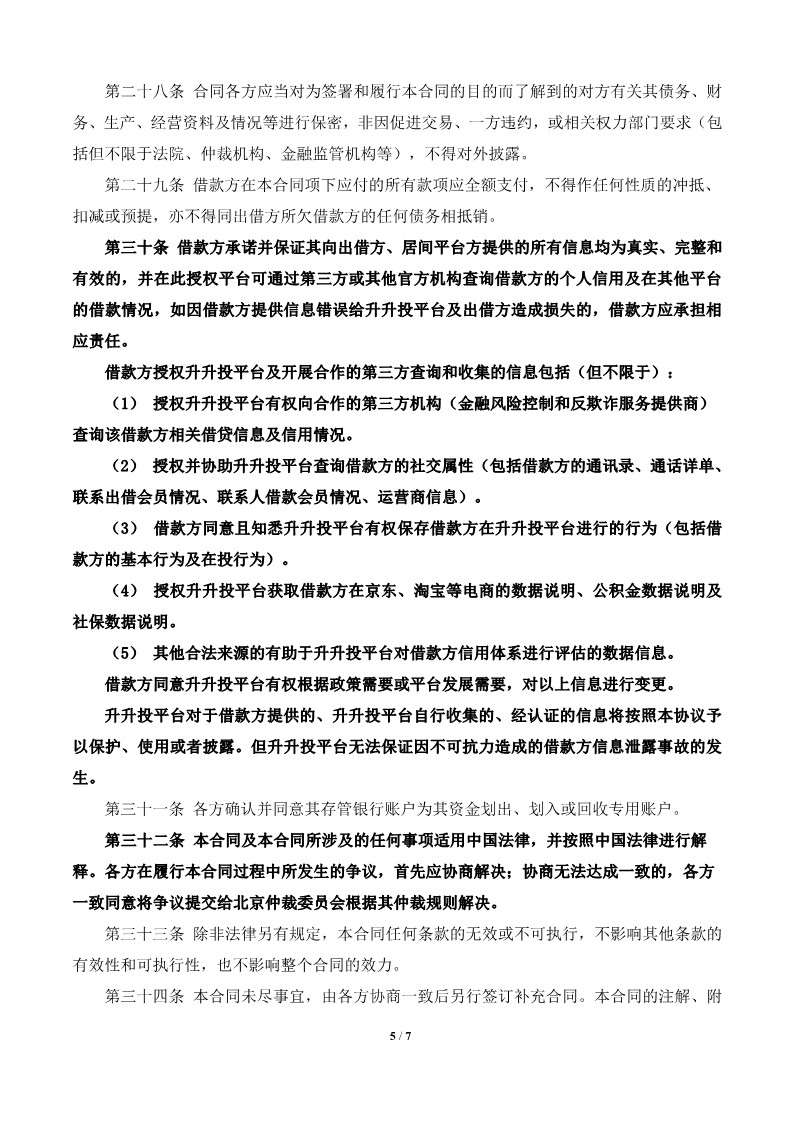 第二十八条 合同各方应当对为签署和履行本合同的目的而了解到的对方有关其债务、财
务、生产、经营资料及情况等进行保密，非因促进交易、一方违约，或相关权力部门要求（包
括但不限于法院、仲裁机构、金融监管机构等），不得对外披露。
第二十九条 借款方在本合同项下应付的所有款项应全额支付，不得作任何性质的冲抵、
扣减或预提，亦不得同出借方所欠借款方的任何债务相抵销。
第三十条 借款方承诺并保证其向出借方、居间平台方提供的所有信息均为真实、完整和
有效的，并在此授权平台可通过第三方或其他官方机构查询借款方的个人信用及在其他平台
的借款情况，如因借款方提供信息错误给升升投平台及出借方造成损失的，借款方应承担相
应责任。
借款方授权升升投平台及开展合作的第三方查询和收集的信息包括（但不限于）：
（1） 授权升升投平台有权向合作的第三方机构（金融风险控制和反欺诈服务提供商）
查询该借款方相关借贷信息及信用情况。
（2） 授权并协助升升投平台查询借款方的社交属性（包括借款方的通讯录、通话详单、
联系出借会员情况、联系人借款会员情况、运营商信息）。
（3） 借款方同意且知悉升升投平台有权保存借款方在升升投平台进行的行为（包括借
款方的基本行为及在投行为）。
（4） 授权升升投平台获取借款方在京东、淘宝等电商的数据说明、公积金数据说明及
社保数据说明。
（5） 其他合法来源的有助于升升投平台对借款方信用体系进行评估的数据信息。
借款方同意升升投平台有权根据政策需要或平台发展需要，对以上信息进行变更。
升升投平台对于借款方提供的、升升投平台自行收集的、经认证的信息将按照本协议予
以保护、使用或者披露。但升升投平台无法保证因不可抗力造成的借款方信息泄露事故的发
生。
第三十一条 各方确认并同意其存管银行账户为其资金划出、划入或回收专用账户。
第三十二条 本合同及本合同所涉及的任何事项适用中国法律，并按照中国法律进行解
释。各方在履行本合同过程中所发生的争议，首先应协商解决；协商无法达成一致的，各方
一致同意将争议提交给北京仲裁委员会根据其仲裁规则解决。
第三十三条 除非法律另有规定，本合同任何条款的无效或不可执行，不影响其他条款的
有效性和可执行性，也不影响整个合同的效力。
第三十四条 本合同未尽事宜，由各方协商一致后另行签订补充合同。本合同的注解、附
5 / 7